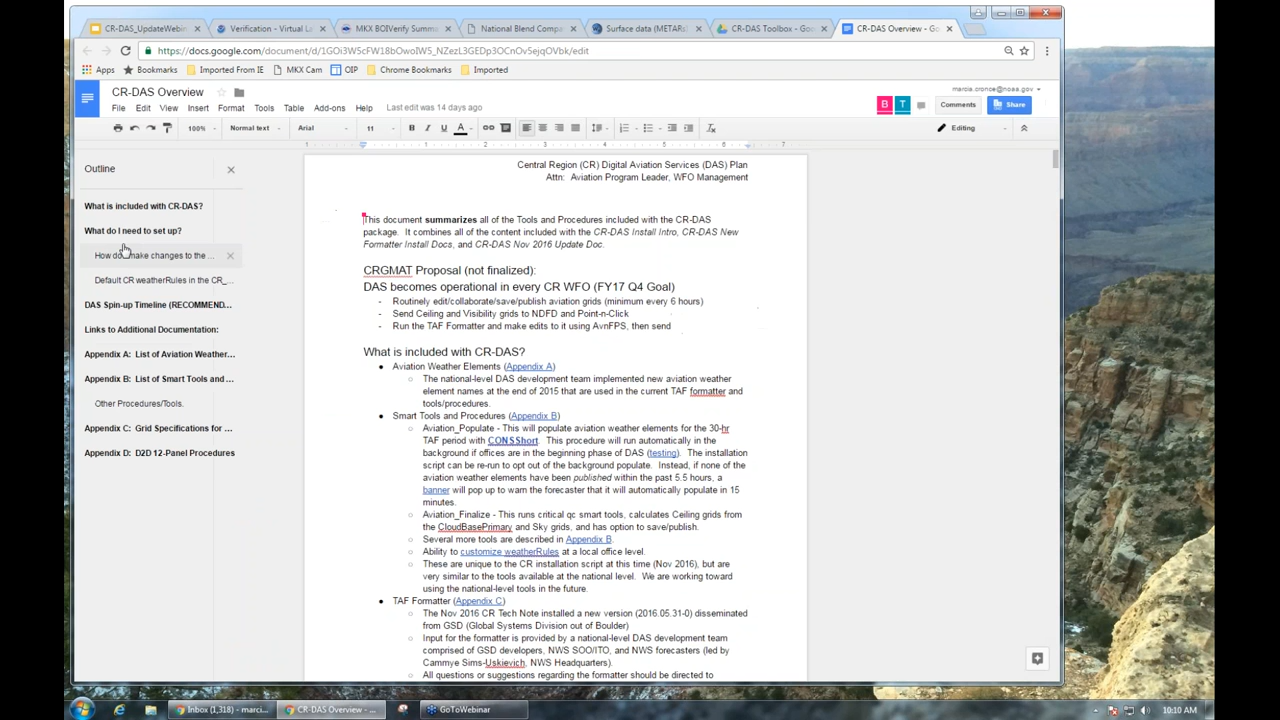 CR-DAS_UpdateWebin
Verification - Virtual L
MKX BOIVerify Summ
National Blend Comp
Surface data (METARs
CR-DAS Toolbox - Go
CR-DAS Overview - G
https://docs.google.com/document/d/1GOi3W5cFW18bOwoIW5_NZezL3GEDp3OCnOv5ejqOVbk/edit
Apps Bookmarks Imported From IE MKX Cam OIP Chrome Bookmarks Imported
CR-DAS Overview
marcia.cronce@noaa.gov
File Edit View Insert Format Tools Table Add-ons Help Last edit was 14 days ago
B T Comments Share
100% Normal text Arial 11 B I U A Editing
1 1 2 3 4 5 6 7
Outline
What is included with CR-DAS?
What do I need to set up?
How do make changes to the ...
Default CR weatherRules in the CR_...
DAS Spin-up Timeline (RECOMMEND...
Links to Additional Documentation:
Appendix A: List of Aviation Weather...
Appendix B: List of Smart Tools and ...
Other Procedures/Tools.
Appendix C: Grid Specifications for ...
Appendix D: D2D 12-Panel Procedures
Central Region (CR) Digital Aviation Services (DAS) Plan
Attn: Aviation Program Leader, WFO Management
This document summarizes all of the Tools and Procedures included with the CR-DAS
package. It combines all of the content included with the CR-DAS Install Intro, CR-DAS New
Formatter Install Docs, and CR-DAS Nov 2016 Update Doc.
CRGMAT Proposal (not finalized):
DAS becomes operational in every CR WFO (FY17 Q4 Goal)
- Routinely edit/collaborate/save/publish aviation grids (minimum every 6 hours)
- Send Ceiling and Visibility grids to NDFD and Point-n-Click
- Run the TAF Formatter and make edits to it using AvnFPS, then send
What is included with CR-DAS?
● Aviation Weather Elements (Appendix A)
○ The national-level DAS development team implemented new aviation weather
element names at the end of 2015 that are used in the current TAF formatter and
tools/procedures.
● Smart Tools and Procedures (Appendix B)
○ Aviation_Populate - This will populate aviation weather elements for the 30-hr
TAF period with CONSShort. This procedure will run automatically in the
background if offices are in the beginning phase of DAS (testing). The installation
script can be re-run to opt out of the background populate. Instead, if none of the
aviation weather elements have been published within the past 5.5 hours, a
banner will pop up to warn the forecaster that it will automatically populate in 15
minutes.
○ Aviation_Finalize - This runs critical qc smart tools, calculates Ceiling grids from
the CloudBasePrimary and Sky grids, and has option to save/publish.
○ Several more tools are described in Appendix B.
○ Ability to customize weatherRules at a local office level.
○ These are unique to the CR installation script at this time (Nov 2016), but are
very similar to the tools available at the national level. We are working toward
using the national-level tools in the future.
● TAF Formatter (Appendix C)
○ The Nov 2016 CR Tech Note installed a new version (2016.05.31-0) disseminated
from GSD (Global Systems Division out of Boulder)
○ Input for the formatter is provided by a national-level DAS development team
comprised of GSD developers, NWS SOO/ITO, and NWS forecasters (led by
Cammye Sims-Uskievich, NWS Headquarters).
○ All questions or suggestions regarding the formatter should be directed to
Inbox (1,318) - marci... CR-DAS Overview - ... GoToWebinar 10:10 AM